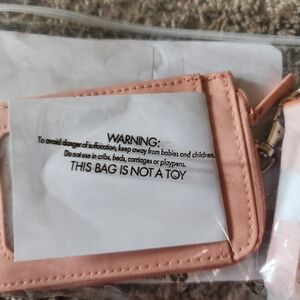 WARNING:
To avoid danger of suffocation, keep away from babies and children.
Do not use in cribs, beds, carriages or playpens.
THIS BAG IS NOT A TOY